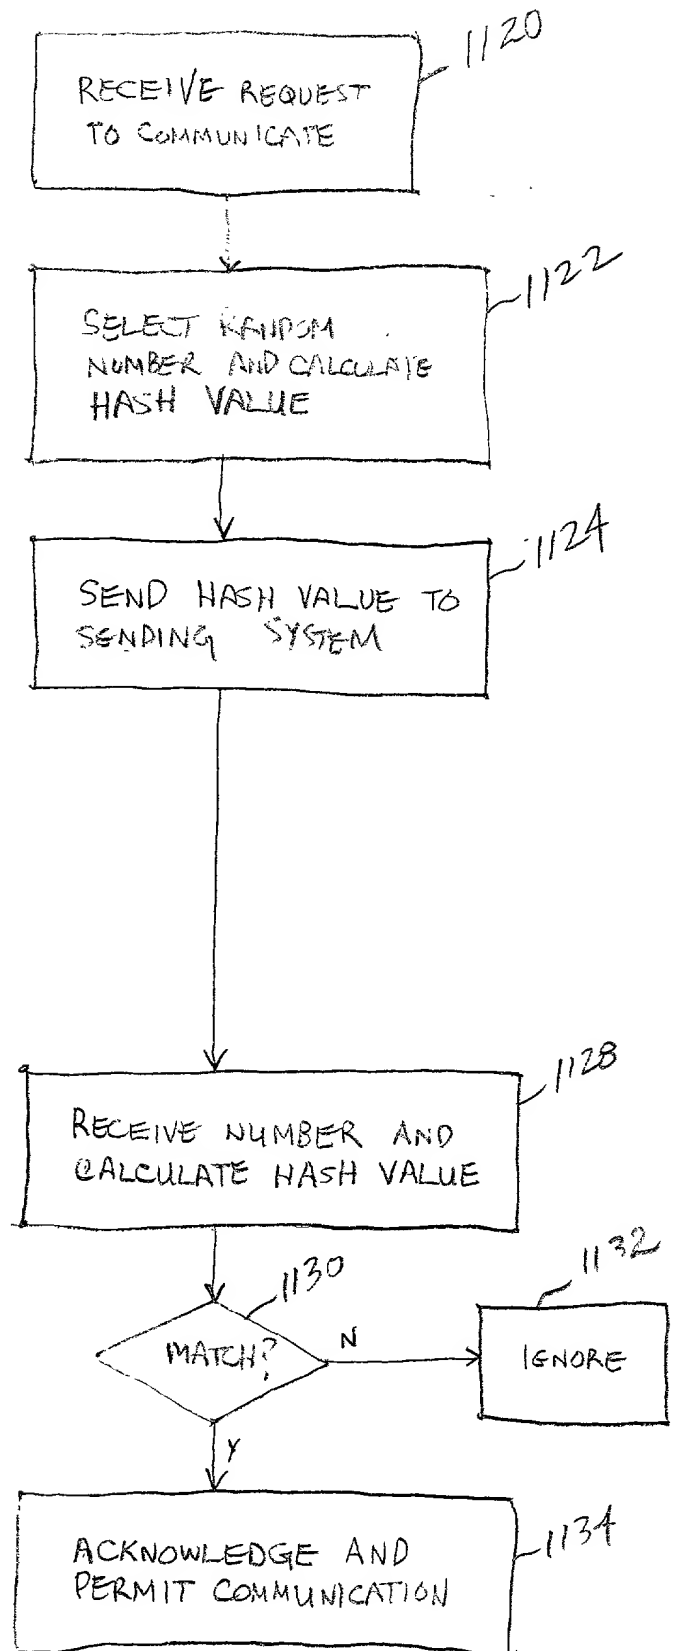 1120
RECEIVE REQUEST
TO COMMUNICATE
1122
SELECT RANDOM
NUMBER AND CALCULATE
HASH VALUE
1124
SEND HASH VALUE TO
SENDING SYSTEM
1128
RECEIVE NUMBER AND
CALCULATE HASH VALUE
1130
MATCH?
N
1132
IGNORE
Y
1134
ACKNOWLEDGE AND
PERMIT COMMUNICATION